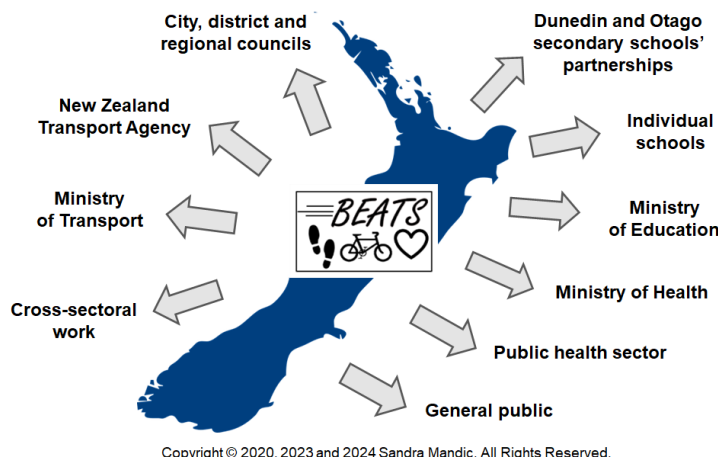 City, district and
regional councils
Dunedin and Otago
secondary schools’
partnerships
New Zealand
Transport Agency
Individual
schools
Ministry
of Transport
BEATS
Ministry
of Education
Cross-sectoral
work
Ministry of Health
Public health sector
General public
Copyright © 2020, 2023 and 2024 Sandra Mandic. All Rights Reserved.